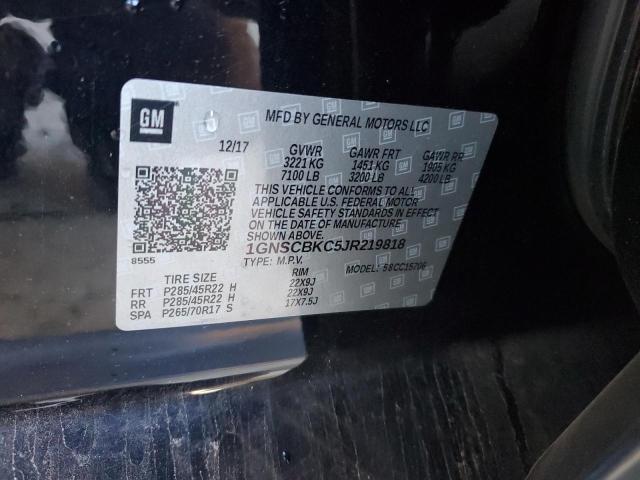 GM
MFD BY GENERAL MOTORS LLC
12/17 GVWR GAWR FRT GAWR RR
3221 KG 1451 KG 1905 KG
7100 LB 3200 LB 4200 LB
THIS VEHICLE CONFORMS TO ALL
APPLICABLE U.S. FEDERAL MOTOR
VEHICLE SAFETY STANDARDS IN EFFECT
ON THE DATE OF MANUFACTURE
SHOWN ABOVE.
1GNSCBKC5JR219818
8555 TYPE: M.P.V. MODEL: 58CC15706
TIRE SIZE RIM
FRT P285/45R22 H 22X9J
RR P285/45R22 H 22X9J
SPA P265/70R17 S 17X7.5J